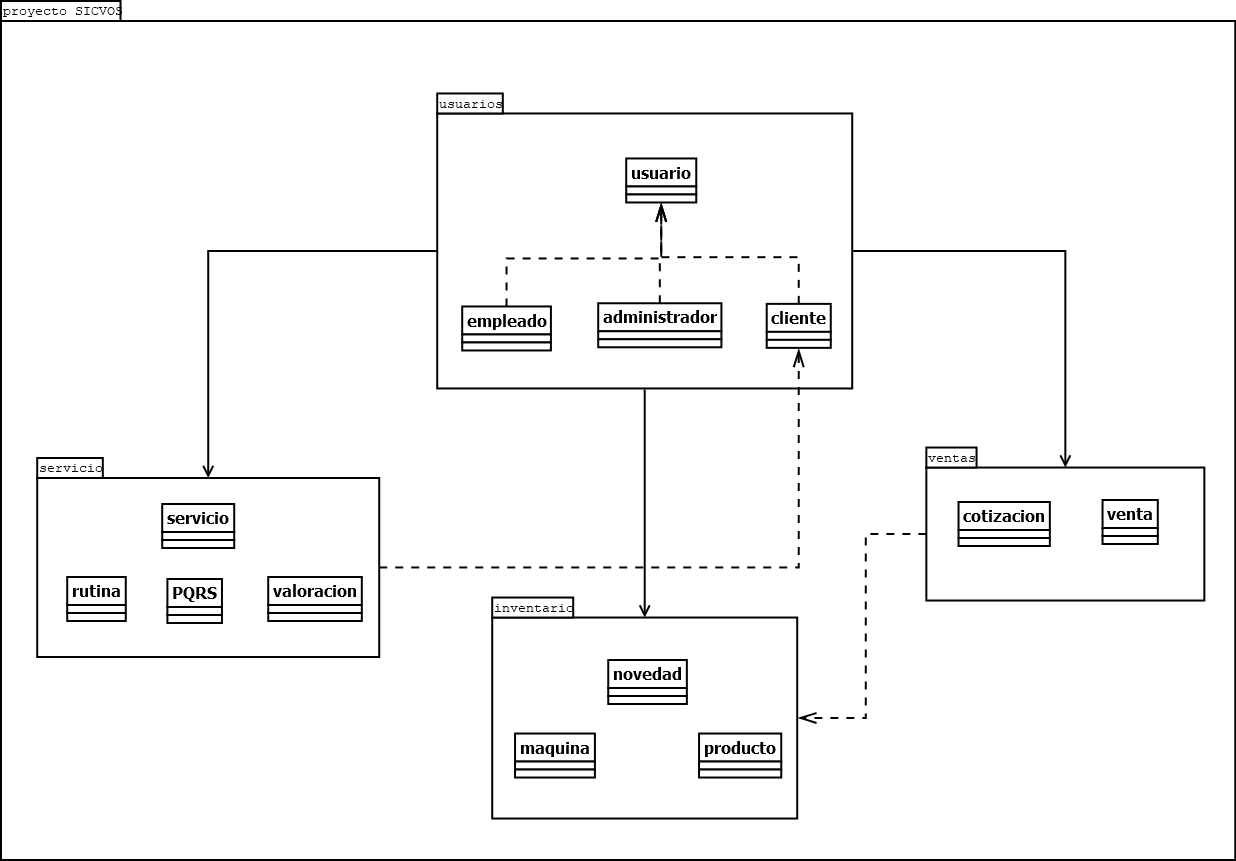 proyecto SICVOS
usuarios
usuario
empleado
administrador
cliente
servicio
servicio
rutina
PQRS
valoracion
ventas
cotizacion
venta
inventario
novedad
maquina
producto